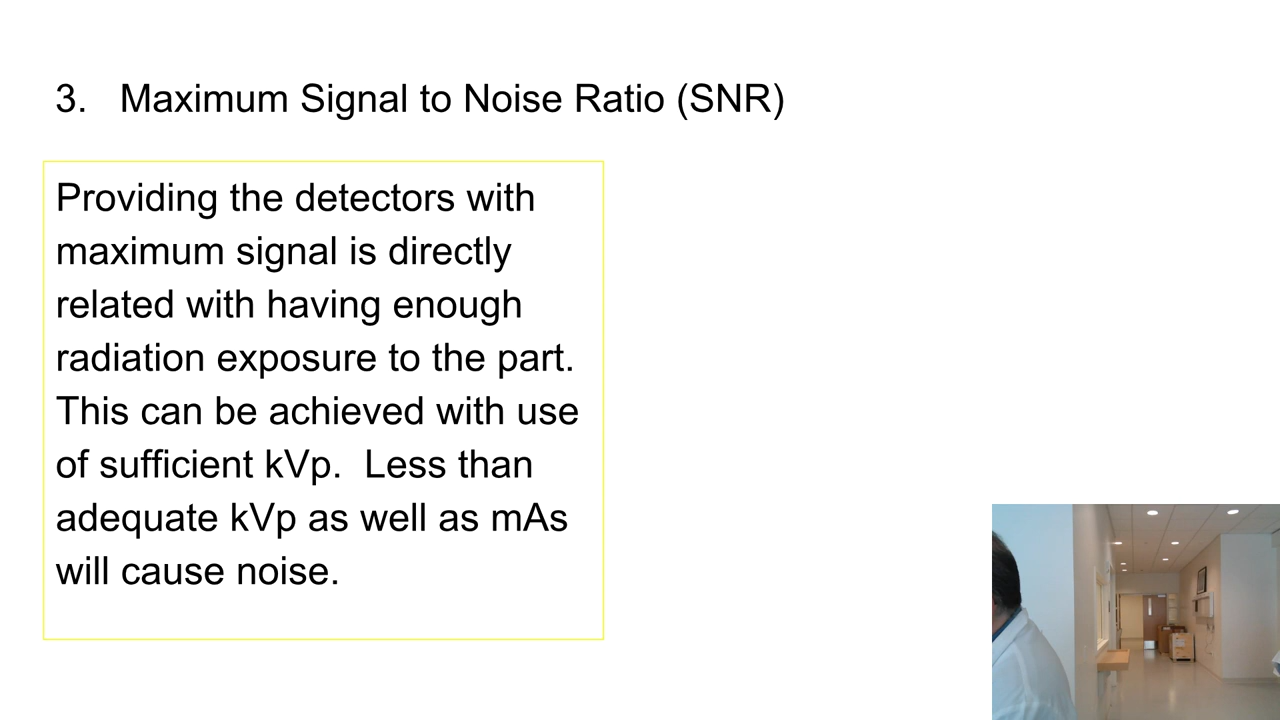 3. Maximum Signal to Noise Ratio (SNR)
Providing the detectors with
maximum signal is directly
related with having enough
radiation exposure to the part.
This can be achieved with use
of sufficient kVp. Less than
adequate kVp as well as mAs
will cause noise.